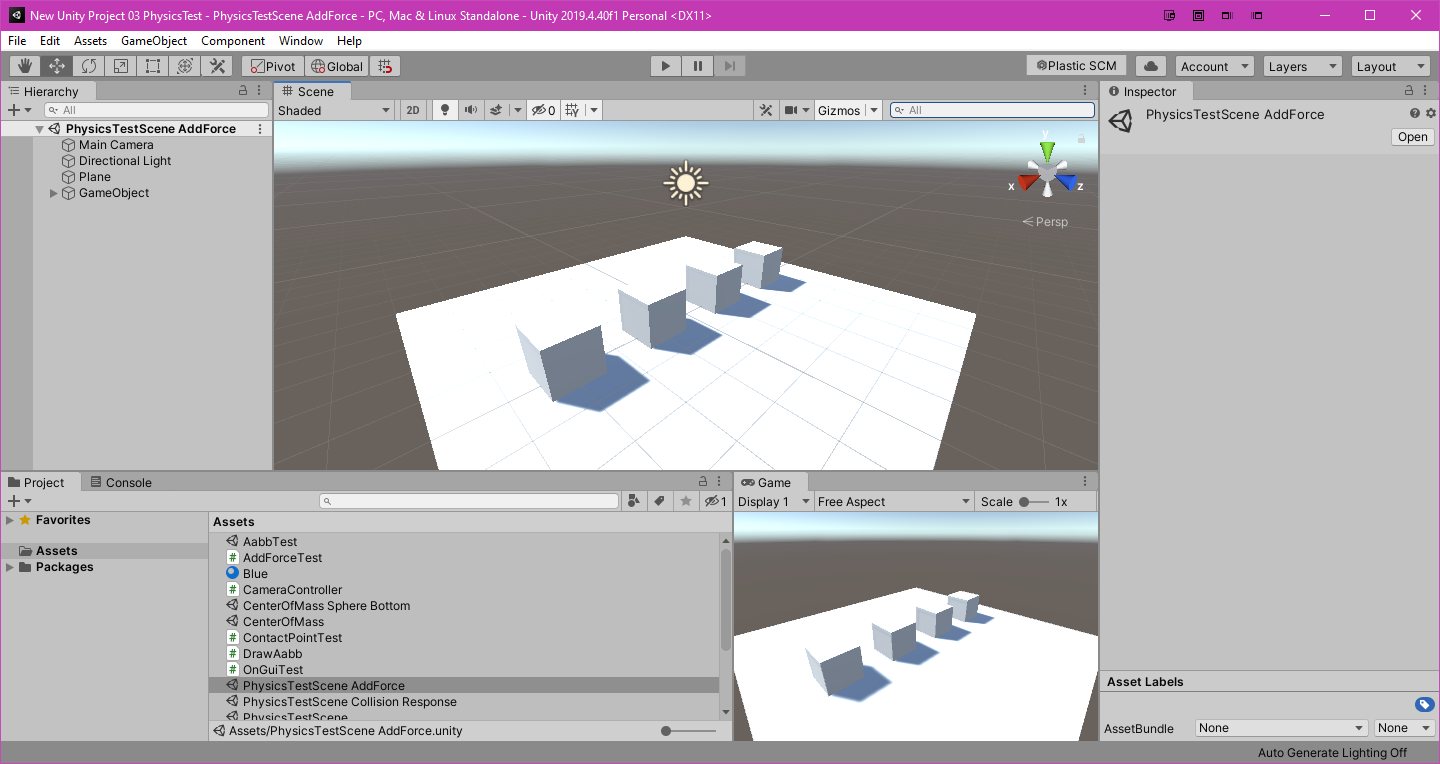 New Unity Project 03 PhysicsTest - PhysicsTestScene AddForce - PC, Mac & Linux Standalone - Unity 2019.4.40f1 Personal <DX11>
File Edit Assets GameObject Component Window Help
Pivot Global Plastic SCM Account Layers Layout
Hierarchy
All
PhysicsTestScene AddForce
Main Camera
Directional Light
Plane
GameObject
Scene
Shaded 2D 0 Gizmos All
y
x z
Persp
Inspector
PhysicsTestScene AddForce
Open
Project Console
1
Favorites
Assets
Packages
Assets
AabbTest
AddForceTest
Blue
CameraController
CenterOfMass Sphere Bottom
CenterOfMass
ContactPointTest
DrawAabb
OnGuiTest
PhysicsTestScene AddForce
PhysicsTestScene Collision Response
PhysicsTestScene
Assets/PhysicsTestScene AddForce.unity
Game
Display 1 Free Aspect Scale 1x
Asset Labels
AssetBundle None None
Auto Generate Lighting Off